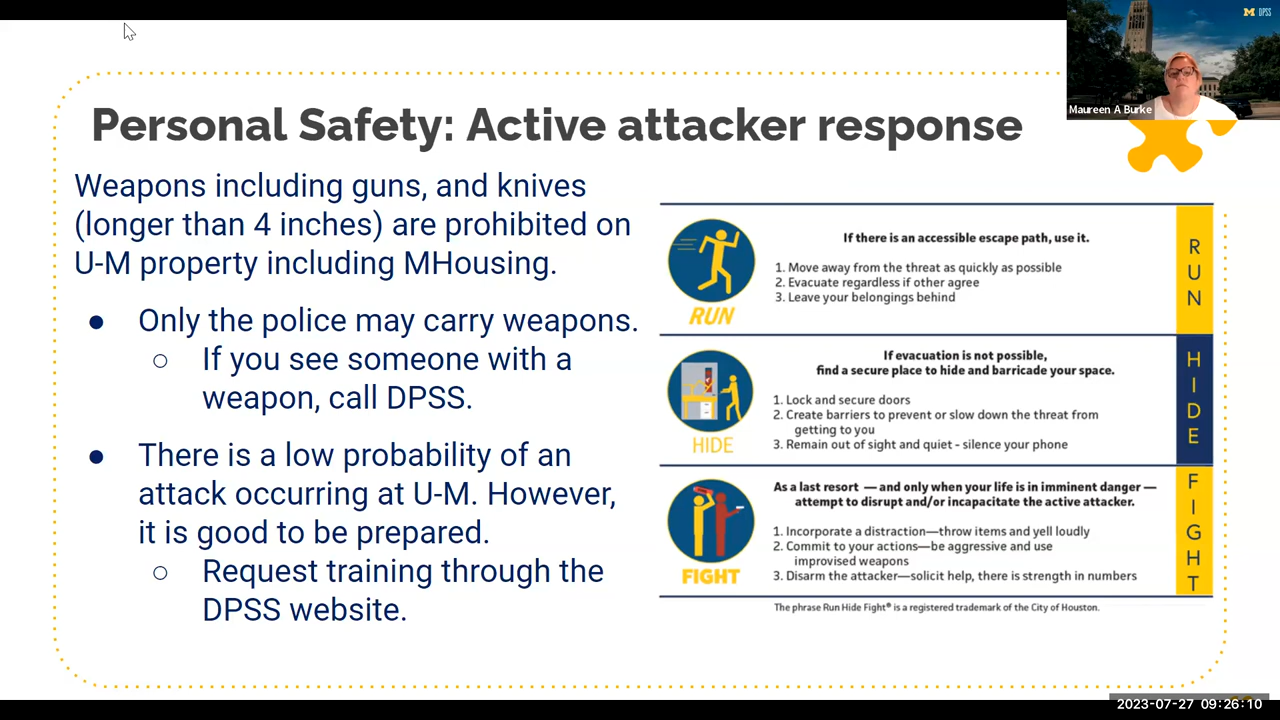 M DPSS
Maureen A Burke
Personal Safety: Active attacker response
Weapons including guns, and knives
(longer than 4 inches) are prohibited on
U-M property including MHousing.
● Only the police may carry weapons.
○ If you see someone with a
weapon, call DPSS.
● There is a low probability of an
attack occurring at U-M. However,
it is good to be prepared.
○ Request training through the
DPSS website.
If there is an accessible escape path, use it.
1. Move away from the threat as quickly as possible
2. Evacuate regardless if other agree
3. Leave your belongings behind
RUN
RUN
If evacuation is not possible,
find a secure place to hide and barricade your space.
1. Lock and secure doors
2. Create barriers to prevent or slow down the threat from
getting to you
3. Remain out of sight and quiet - silence your phone
HIDE
HIDE
As a last resort — and only when your life is in imminent danger —
attempt to disrupt and/or incapacitate the active attacker.
1. Incorporate a distraction—throw items and yell loudly
2. Commit to your actions—be aggressive and use
improvised weapons
3. Disarm the attacker—solicit help, there is strength in numbers
FIGHT
FIGHT
The phrase Run Hide Fight® is a registered trademark of the City of Houston.
2023-07-27 09:26:10